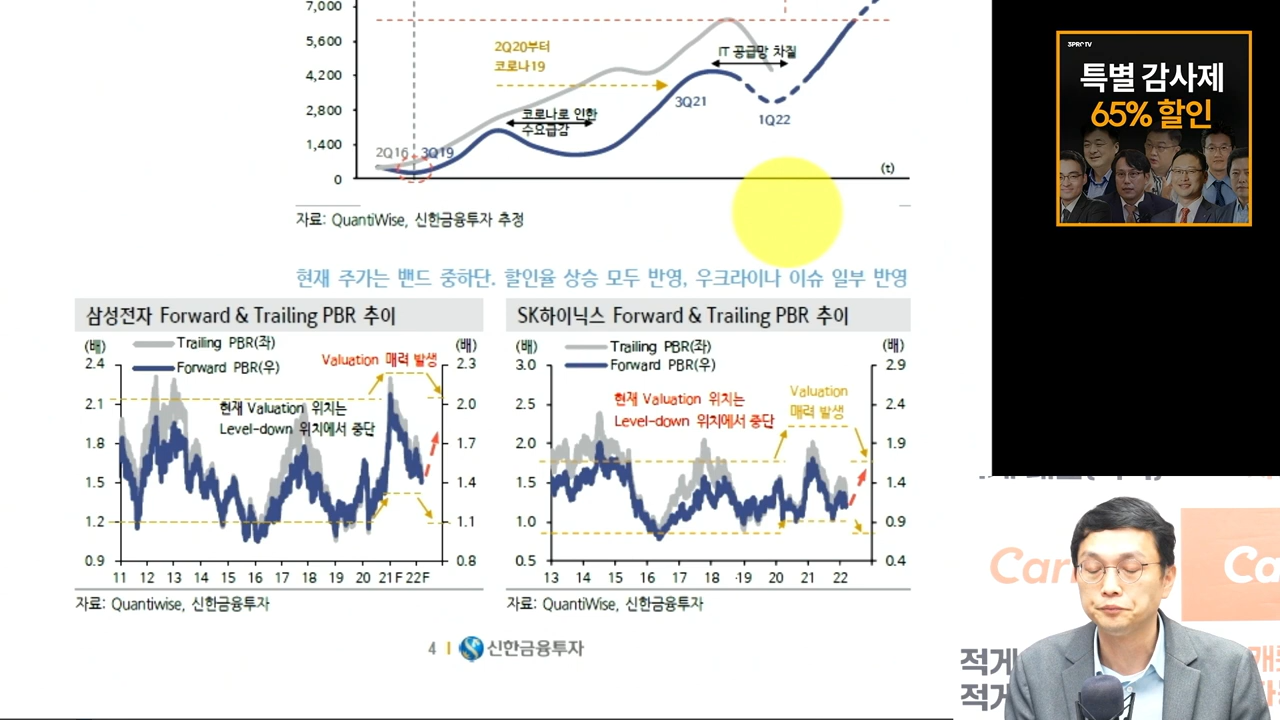 7,000
5,600
4,200
2,800
1,400
0
2Q20부터
코로나19
IT 공급망 차질
코로나로 인한
수요급감
2Q16
3Q19
3Q21
1Q22
(t)
자료: QuantiWise, 신한금융투자 추정
현재 주가는 밴드 중하단. 할인율 상승 모두 반영, 우크라이나 이슈 일부 반영
삼성전자 Forward & Trailing PBR 추이
(배)
Trailing PBR(좌)
Forward PBR(우)
(배)
Valuation 매력 발생
현재 Valuation 위치는
Level-down 위치에서 중단
2.4
2.1
1.8
1.5
1.2
0.9
2.3
2.0
1.7
1.4
1.1
0.8
11 12 13 14 15 16 17 18 19 20 21F 22F
자료: Quantiwise, 신한금융투자
SK하이닉스 Forward & Trailing PBR 추이
(배)
Trailing PBR(좌)
Forward PBR(우)
(배)
현재 Valuation 위치는
Level-down 위치에서 중단
Valuation
매력 발생
3.0
2.5
2.0
1.5
1.0
0.5
2.9
2.4
1.9
1.4
0.9
0.4
13 14 15 16 17 18 19 20 21 22
자료: QuantiWise, 신한금융투자
4
신한금융투자
3PRO TV
특별 감사제
65% 할인
Car
Ca
적게
적게